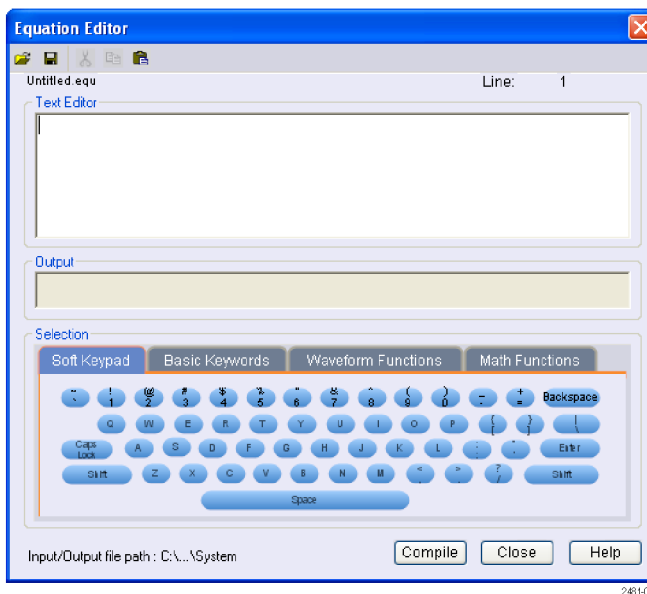 Equation Editor
Untitled.equ Line: 1
Text Editor
Output
Selection
Soft Keypad Basic Keywords Waveform Functions Math Functions
~ ! @ # $ % " & ^ ( ) _ + Backspace
` 1 2 3 4 5 6 7 8 9 0 - =
Q W E R T Y U I O P { } |
[ ] \
Caps Lock A S D F G H J K L : " Enter
; '
Shift Z X C V B N M < > ? Shift
, . /
Space
Input/Output file path : C:\...\System Compile Close Help